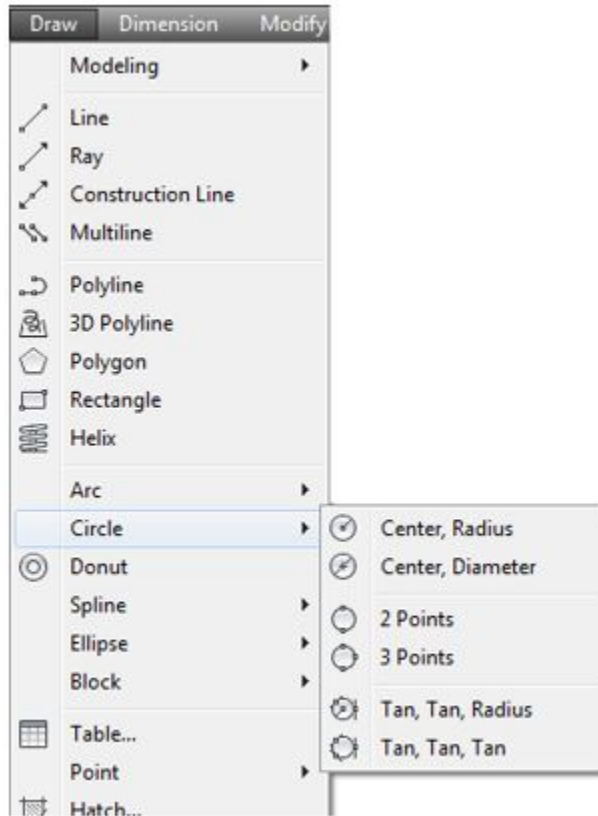 Draw Dimension Modify
Modeling
Line
Ray
Construction Line
Multiline
Polyline
3D Polyline
Polygon
Rectangle
Helix
Arc
Circle
Donut
Spline
Ellipse
Block
Table...
Point
Hatch...
Center, Radius
Center, Diameter
2 Points
3 Points
Tan, Tan, Radius
Tan, Tan, Tan